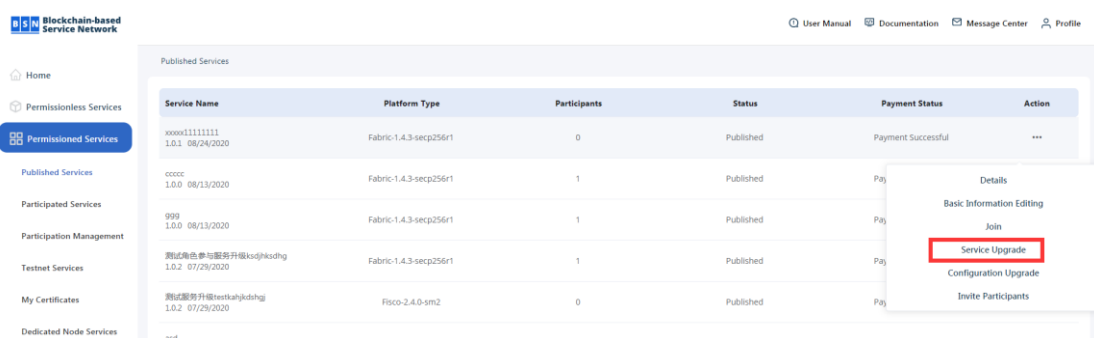 BSN Blockchain-based
Service Network
User Manual Documentation Message Center Profile
Home
Permissionless Services
Permissioned Services
Published Services
Participated Services
Participation Management
Testnet Services
My Certificates
Dedicated Node Services
Published Services
Service Name Platform Type Participants Status Payment Status Action
xxxxx11111111
1.0.1 08/24/2020
Fabric-1.4.3-secp256r1 0 Published Payment Successful ...
ccccc
1.0.0 08/13/2020
Fabric-1.4.3-secp256r1 1 Published Pay
ggg
1.0.0 08/13/2020
Fabric-1.4.3-secp256r1 1 Published Pay
测试角色参与服务升级ksdjhksdhg
1.0.2 07/29/2020
Fabric-1.4.3-secp256r1 1 Published Pay
测试服务升级testkahjkdshgj
1.0.2 07/29/2020
Fisco-2.4.0-sm2 0 Published Pay
Details
Basic Information Editing
Join
Service Upgrade
Configuration Upgrade
Invite Participants